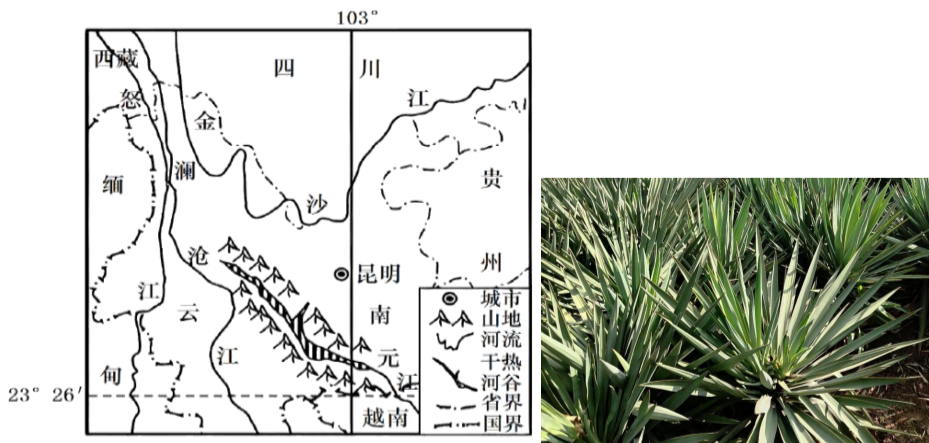 103°
西藏
四川
怒
金
江
澜
缅
贵
沙
沧
州
昆明
江
云
南
城市
山地
河流
干热
河谷
省界
国界
元
江
甸
江
23° 26′
越南